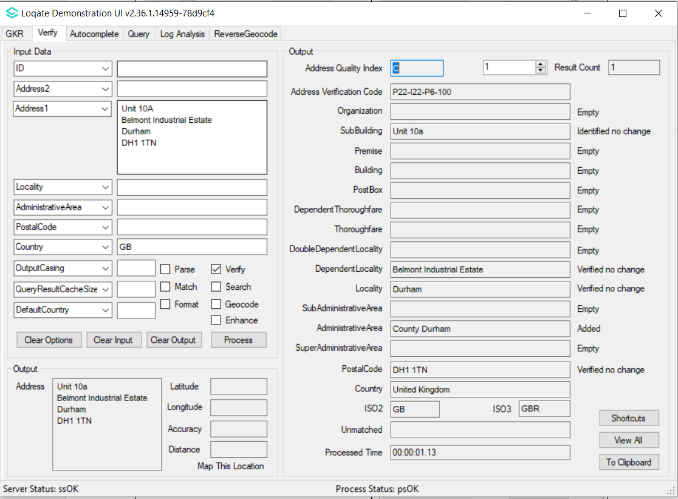 Loqate Demonstration UI v2.36.1.14959-78d9cf4
GKR Verify Autocomplete Query Log Analysis ReverseGeocode
Input Data
ID
Address2
Address1
Unit 10A
Belmont Industrial Estate
Durham
DH1 1TN
Locality
AdministrativeArea
PostalCode
Country GB
OutputCasing Parse Verify
QueryResultCacheSize Match Search
DefaultCountry Format Geocode
Enhance
Clear Options Clear Input Clear Output Process
Output
Address
Unit 10a
Belmont Industrial Estate
Durham
DH1 1TN
Latitude
Longitude
Accuracy
Distance
Map This Location
Output
Address Quality Index C 1 Result Count 1
Address Verification Code P22-I22-P6-100
Organization Empty
SubBuilding Unit 10a Identified no change
Premise Empty
Building Empty
PostBox Empty
DependentThoroughfare Empty
Thoroughfare Empty
DoubleDependentLocality Empty
DependentLocality Belmont Industrial Estate Verified no change
Locality Durham Verified no change
SubAdministrativeArea Empty
AdministrativeArea County Durham Added
SuperAdministrativeArea Empty
PostalCode DH1 1TN Verified no change
Country United Kingdom
ISO2 GB ISO3 GBR
Unmatched
Processed Time 00:00:01.13
Shortcuts
View All
To Clipboard
Server Status: ssOK Process Status: psOK